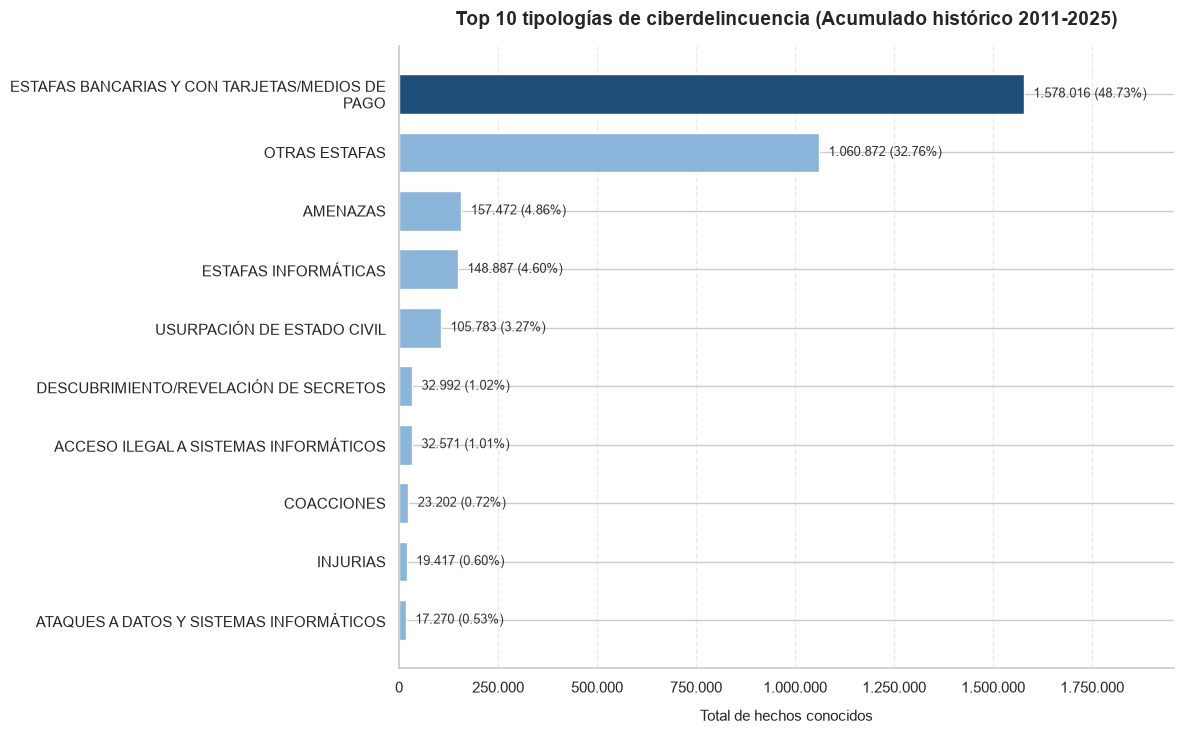 Top 10 tipologías de ciberdelincuencia (Acumulado histórico 2011-2025)
ESTAFAS BANCARIAS Y CON TARJETAS/MEDIOS DE
PAGO
1.578.016 (48.73%)
OTRAS ESTAFAS
1.060.872 (32.76%)
AMENAZAS
157.472 (4.86%)
ESTAFAS INFORMÁTICAS
148.887 (4.60%)
USURPACIÓN DE ESTADO CIVIL
105.783 (3.27%)
DESCUBRIMIENTO/REVELACIÓN DE SECRETOS
32.992 (1.02%)
ACCESO ILEGAL A SISTEMAS INFORMÁTICOS
32.571 (1.01%)
COACCIONES
23.202 (0.72%)
INJURIAS
19.417 (0.60%)
ATAQUES A DATOS Y SISTEMAS INFORMÁTICOS
17.270 (0.53%)
0 250.000 500.000 750.000 1.000.000 1.250.000 1.500.000 1.750.000
Total de hechos conocidos